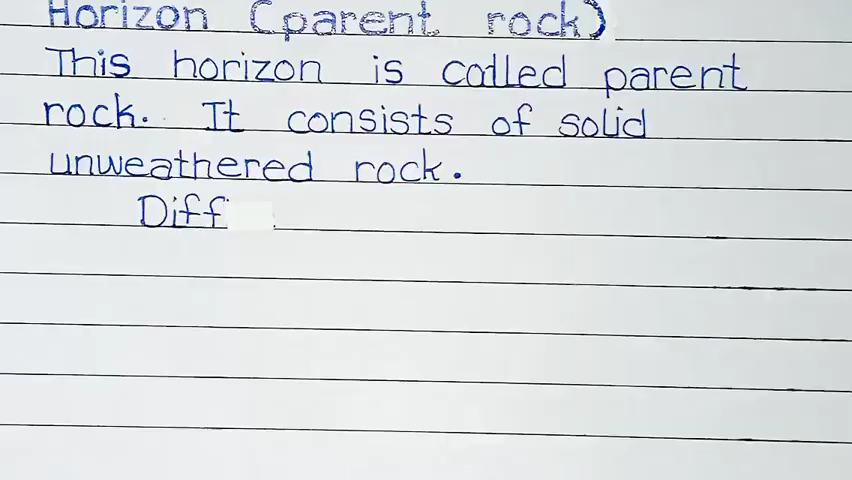 Horizon (parent rock)
This horizon is called parent
rock. It consists of solid
unweathered rock.
Diff